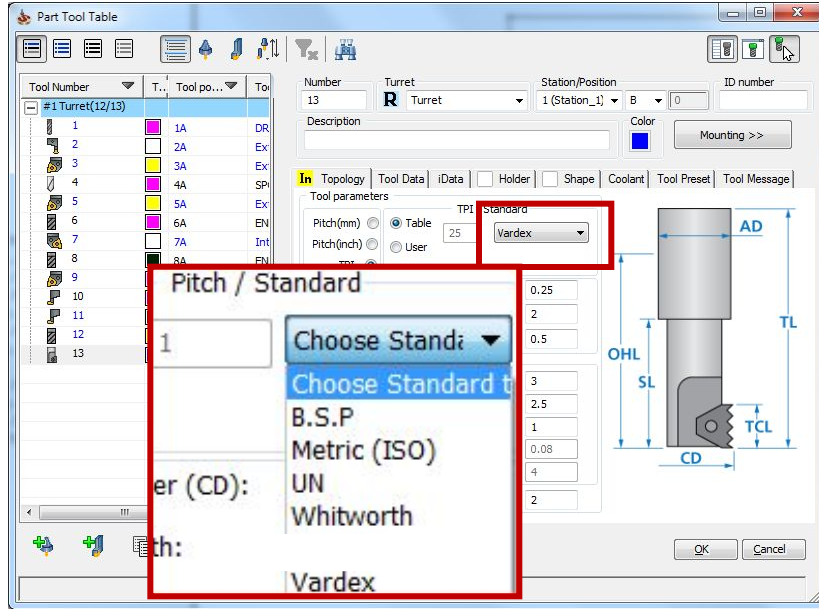 Part Tool Table
Tool Number T.. Tool po... Too
#1 Turret(12/13)
1 1A DR
2 2A Ex
3 3A Ex
4 4A SP
5 5A Ex
6 6A EN
7 7A Int
8 8A EN
9
10
11
12
13
Number Turret Station/Position ID number
13 R Turret 1 (Station_1) B 0
Description Color
Mounting >>
In Topology Tool Data iData Holder Shape Coolant Tool Preset Tool Message
Tool parameters
TPI Standard
Pitch(mm) Table 25 Vardex
Pitch(inch) User
TPI
0.25
2
0.5
3
2.5
1
0.08
4
2
Pitch / Standard
1 Choose Standa
Choose Standard t
B.S.P
Metric (ISO)
UN
Whitworth
Vardex
er (CD):
th:
AD
TL
OHL
SL
TCL
CD
OK Cancel